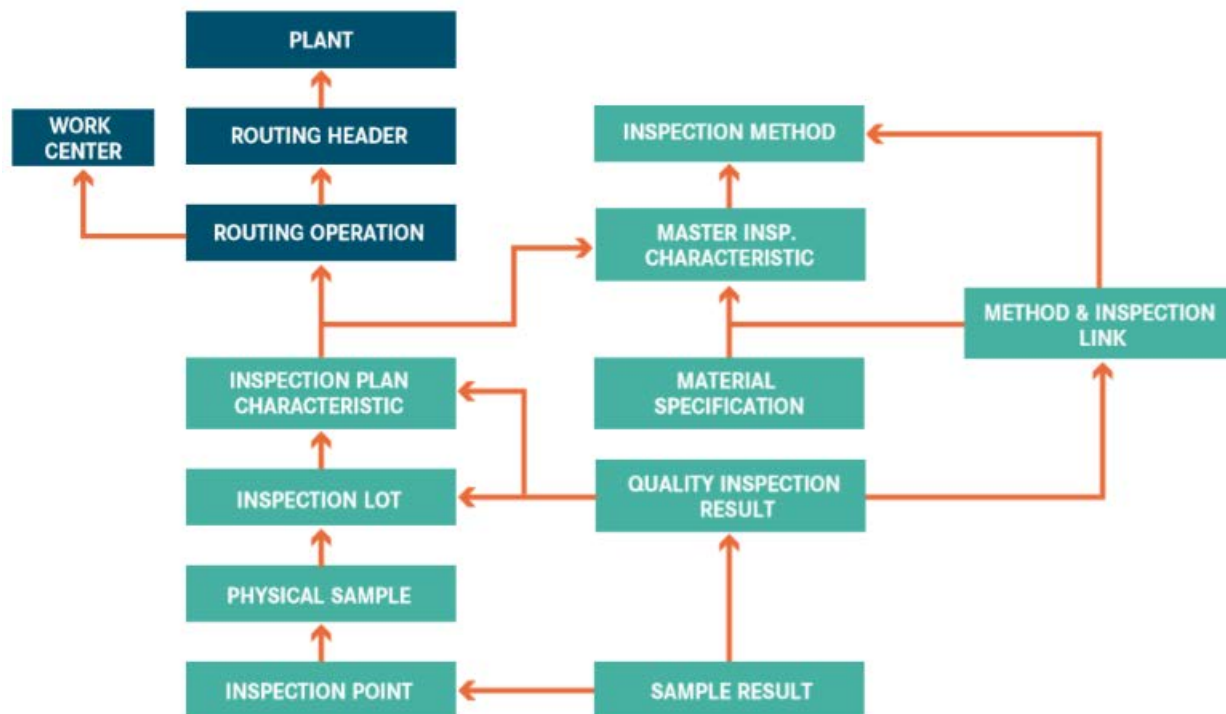 PLANT
WORK
CENTER
ROUTING HEADER
INSPECTION METHOD
ROUTING OPERATION
MASTER INSP.
CHARACTERISTIC
METHOD & INSPECTION
LINK
INSPECTION PLAN
CHARACTERISTIC
MATERIAL
SPECIFICATION
INSPECTION LOT
QUALITY INSPECTION
RESULT
PHYSICAL SAMPLE
INSPECTION POINT
SAMPLE RESULT